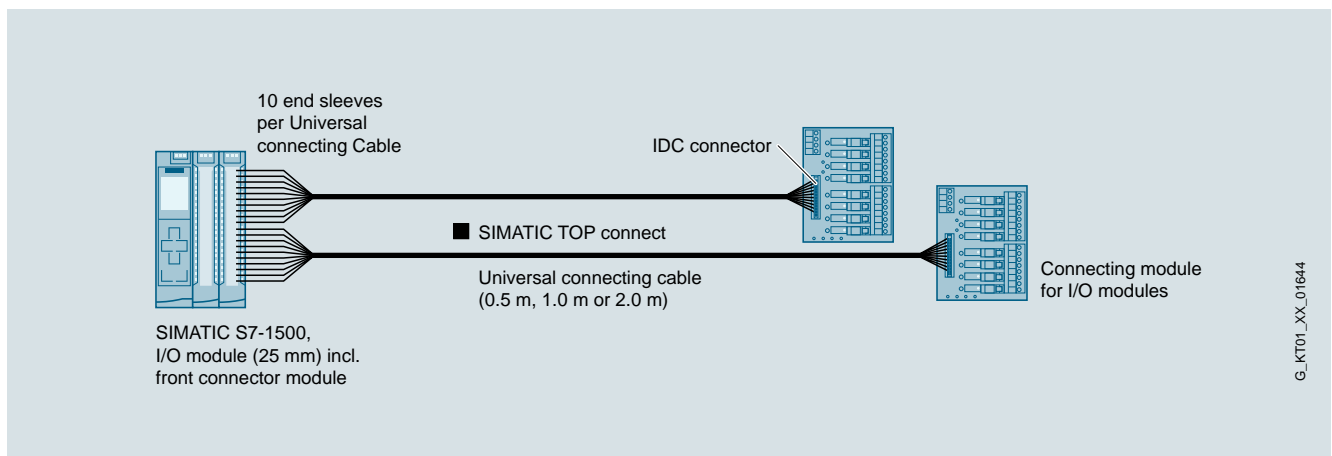 10 end sleeves
per Universal
connecting Cable
IDC connector
■ SIMATIC TOP connect
Universal connecting cable
(0.5 m, 1.0 m or 2.0 m)
Connecting module
for I/O modules
SIMATIC S7-1500,
I/O module (25 mm) incl.
front connector module
G_KT01_XX_01644